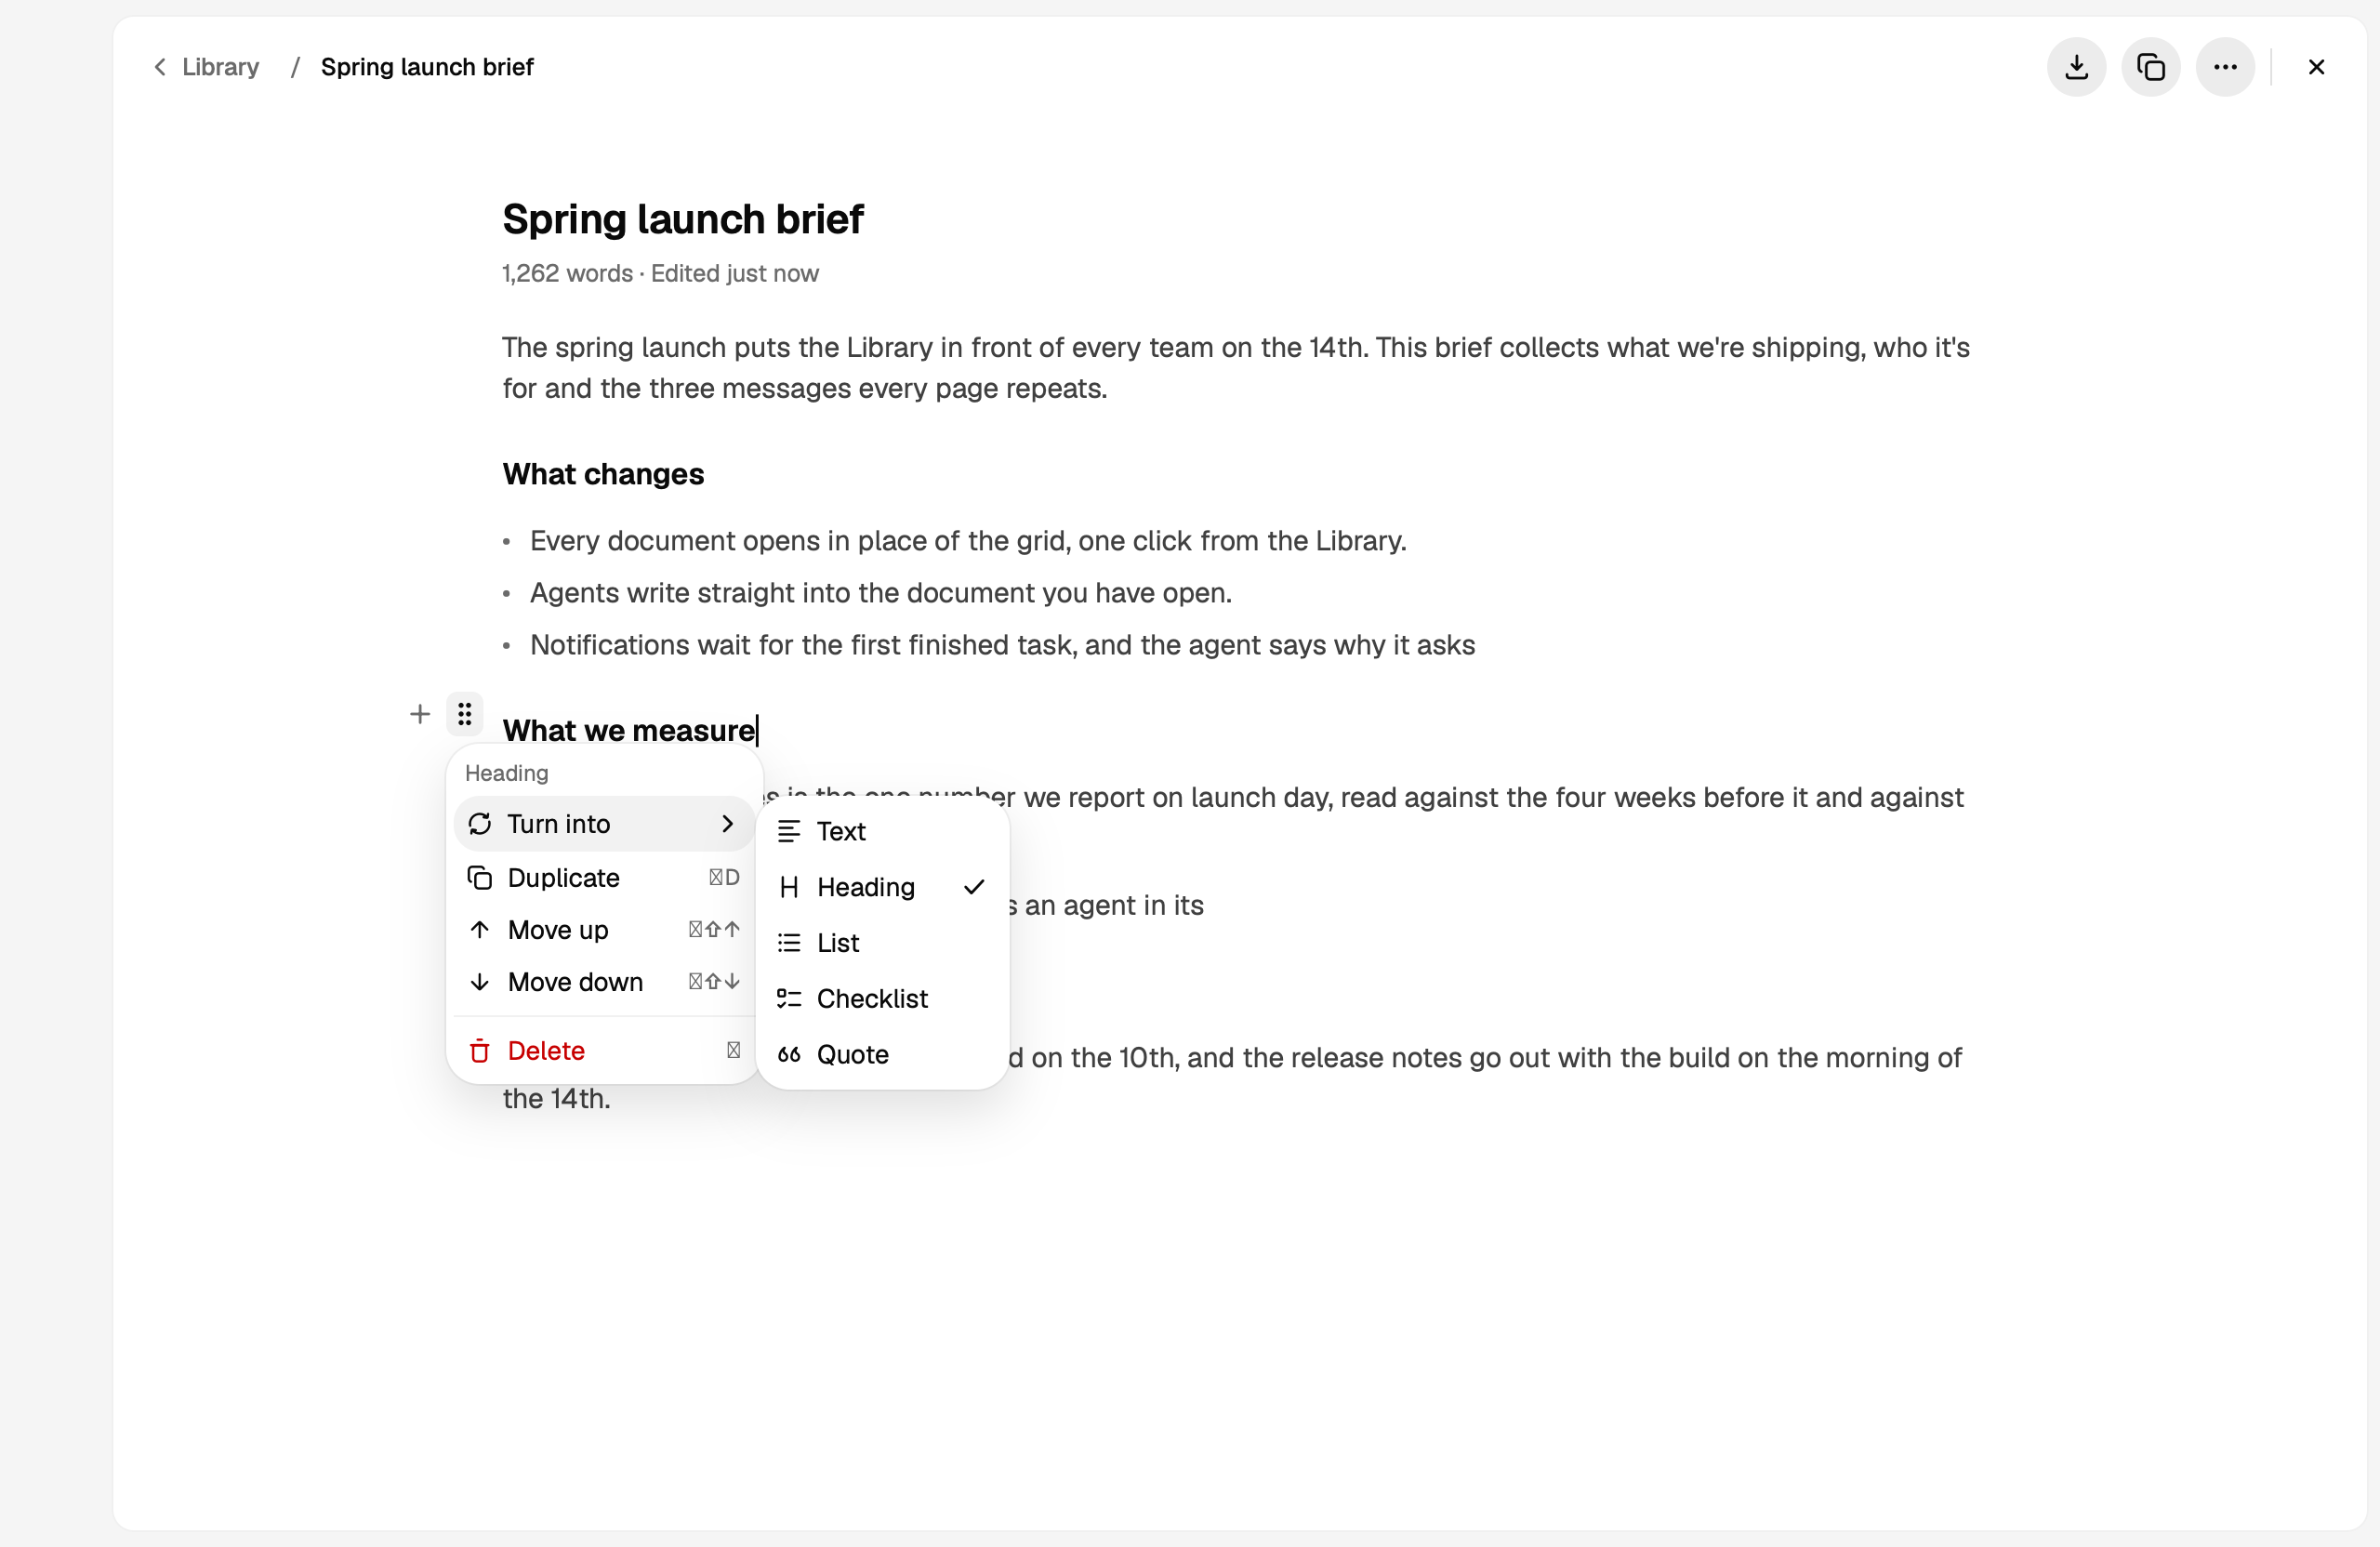 Library / Spring launch brief
Spring launch brief
1,262 words · Edited just now
The spring launch puts the Library in front of every team on the 14th. This brief collects what we're shipping, who it's
for and the three messages every page repeats.
What changes
• Every document opens in place of the grid, one click from the Library.
• Agents write straight into the document you have open.
• Notifications wait for the first finished task, and the agent says why it asks
What we measure
Heading
we report on launch day, read against the four weeks before it and against
Turn into
Duplicate D
Move up ⇧↑
Move down ⇧↓
Delete
Text
Heading
List
Checklist
Quote
an agent in its
on the 10th, and the release notes go out with the build on the morning of
the 14th.